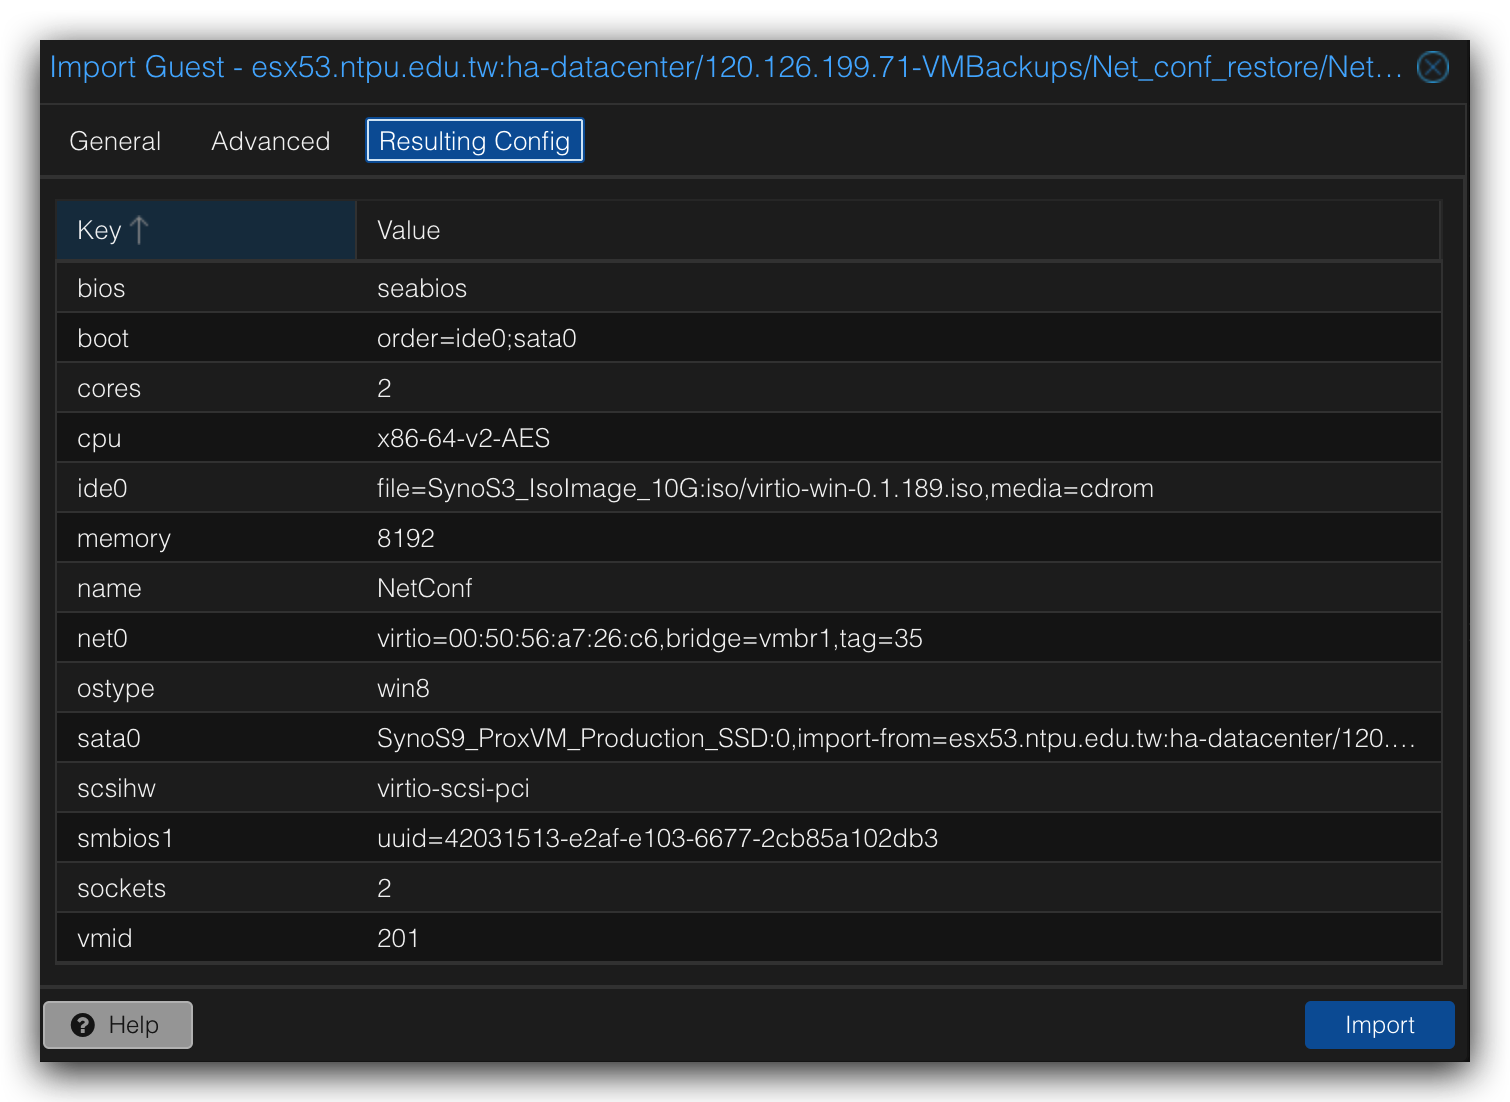 Import Guest - esx53.ntpu.edu.tw:ha-datacenter/120.126.199.71-VMBackups/Net_conf_restore/Net...
General Advanced Resulting Config
Key Value
bios seabios
boot order=ide0;sata0
cores 2
cpu x86-64-v2-AES
ide0 file=SynoS3_IsoImage_10G:iso/virtio-win-0.1.189.iso,media=cdrom
memory 8192
name NetConf
net0 virtio=00:50:56:a7:26:c6,bridge=vmbr1,tag=35
ostype win8
sata0 SynoS9_ProxVM_Production_SSD:0,import-from=esx53.ntpu.edu.tw:ha-datacenter/120....
scsihw virtio-scsi-pci
smbios1 uuid=42031513-e2af-e103-6677-2cb85a102db3
sockets 2
vmid 201
Help Import